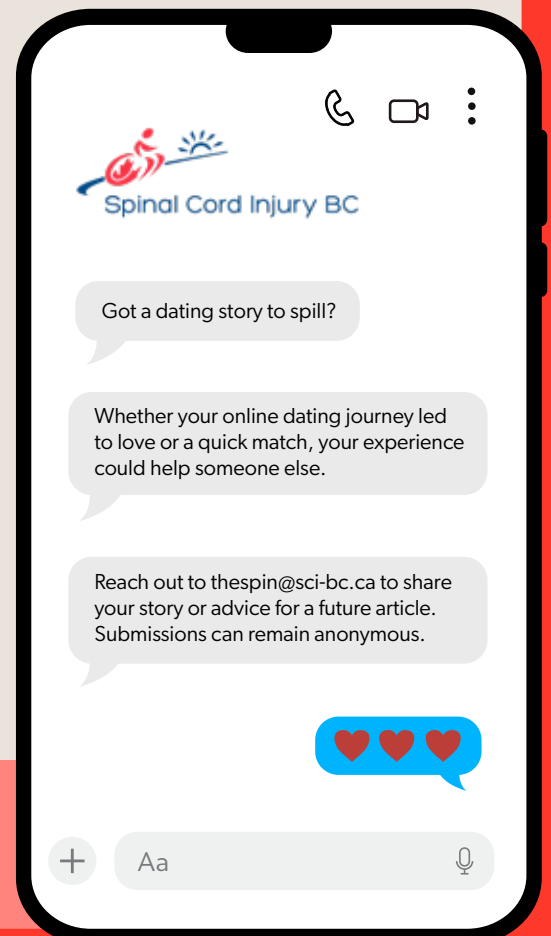 Spinal Cord Injury BC
Got a dating story to spill?
Whether your online dating journey led
to love or a quick match, your experience
could help someone else.
Reach out to thespin@sci-bc.ca to share
your story or advice for a future article.
Submissions can remain anonymous.
Aa